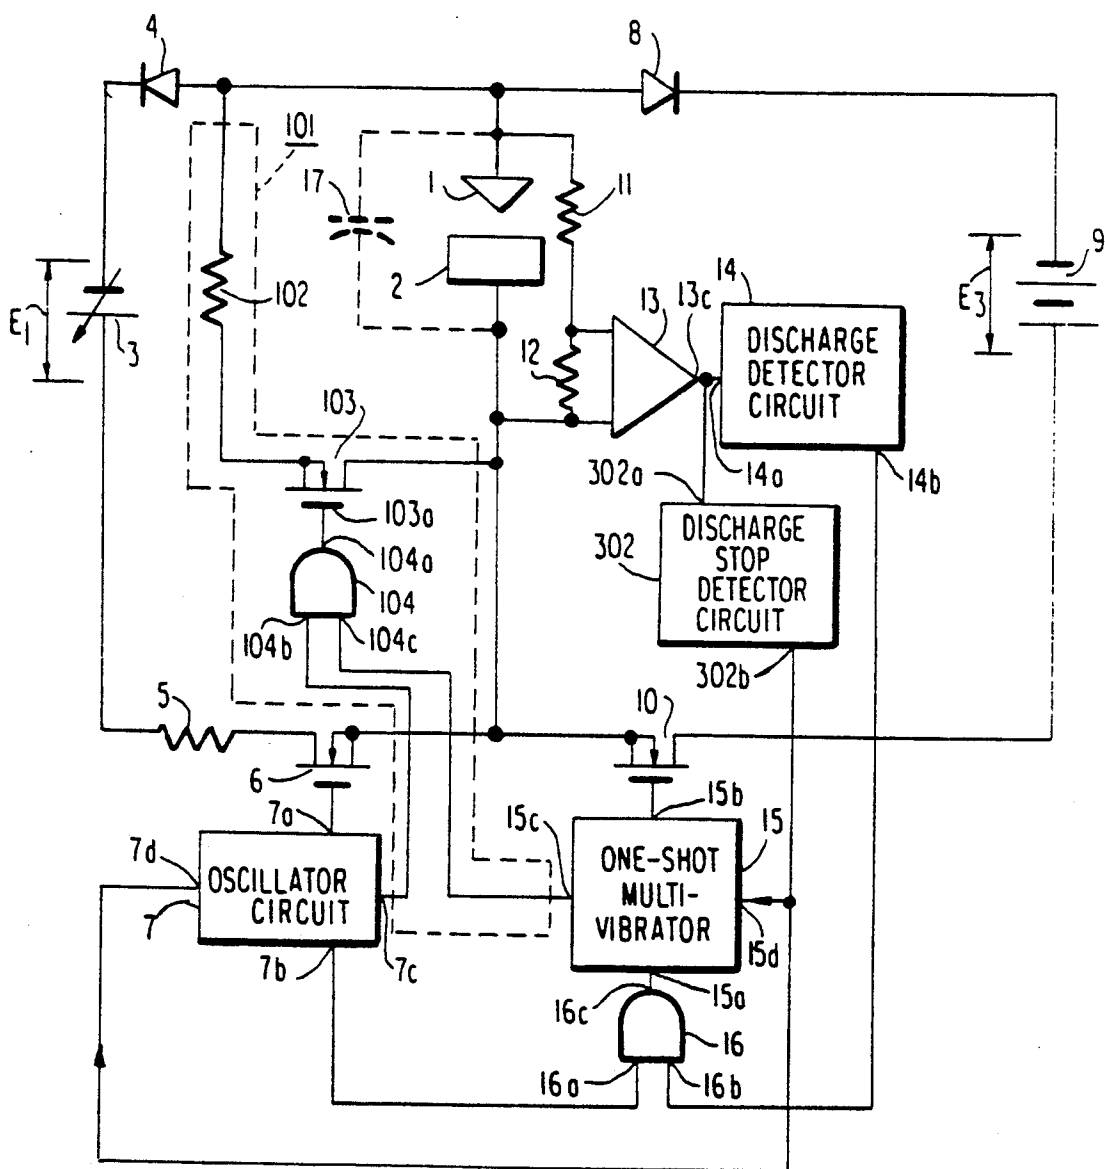 4
8
101
17
1
11
9
E1
3
102
2
13
13c
14
E3
DISCHARGE
DETECTOR
CIRCUIT
12
103
302a
14a
14b
103a
104a
302
DISCHARGE
STOP
DETECTOR
CIRCUIT
104
104b
104c
302b
5
10
6
7a
15b
15c
15
7d
7
OSCILLATOR
CIRCUIT
ONE-SHOT
MULTI-
VIBRATOR
7b
7c
15d
16c
15a
16
16a
16b